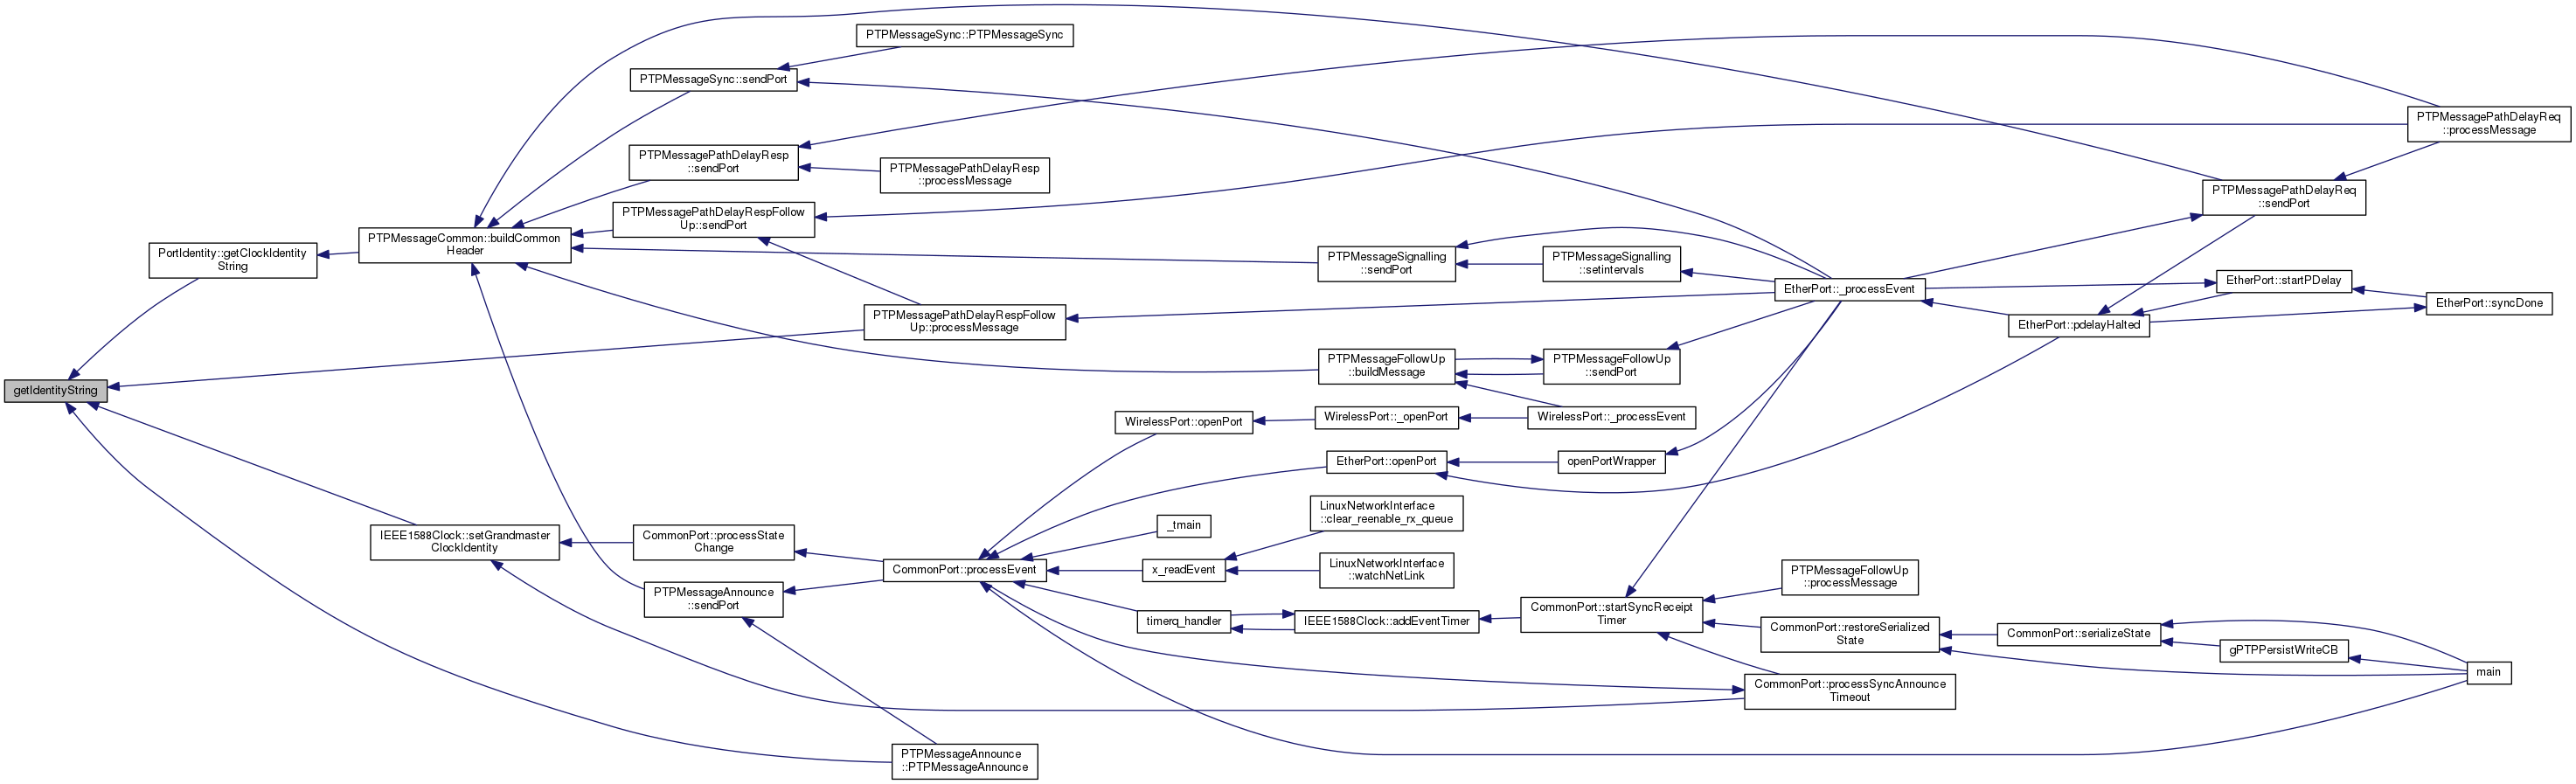 getIdentityString
PortIdentity::getClockIdentity
String
PTPMessageCommon::buildCommon
Header
IEEE1588Clock::setGrandmaster
ClockIdentity
PTPMessageSync::PTPMessageSync
PTPMessageSync::sendPort
PTPMessagePathDelayResp
::sendPort
PTPMessagePathDelayResp
::processMessage
PTPMessagePathDelayRespFollow
Up::sendPort
PTPMessagePathDelayRespFollow
Up::processMessage
CommonPort::processState
Change
PTPMessageAnnounce
::sendPort
PTPMessageAnnounce
::PTPMessageAnnounce
CommonPort::processEvent
PTPMessageSignalling
::sendPort
PTPMessageSignalling
::setintervals
PTPMessageFollowUp
::buildMessage
PTPMessageFollowUp
::sendPort
WirelessPort::openPort
WirelessPort::_openPort
WirelessPort::_processEvent
EtherPort::openPort
openPortWrapper
_tmain
x_readEvent
LinuxNetworkInterface
::clear_reenable_rx_queue
LinuxNetworkInterface
::watchNetLink
timerq_handler
IEEE1588Clock::addEventTimer
CommonPort::startSyncReceipt
Timer
PTPMessageFollowUp
::processMessage
CommonPort::restoreSerialized
State
CommonPort::processSyncAnnounce
Timeout
CommonPort::serializeState
gPTPPersistWriteCB
main
EtherPort::_processEvent
EtherPort::pdelayHalted
EtherPort::startPDelay
EtherPort::syncDone
PTPMessagePathDelayReq
::sendPort
PTPMessagePathDelayReq
::processMessage